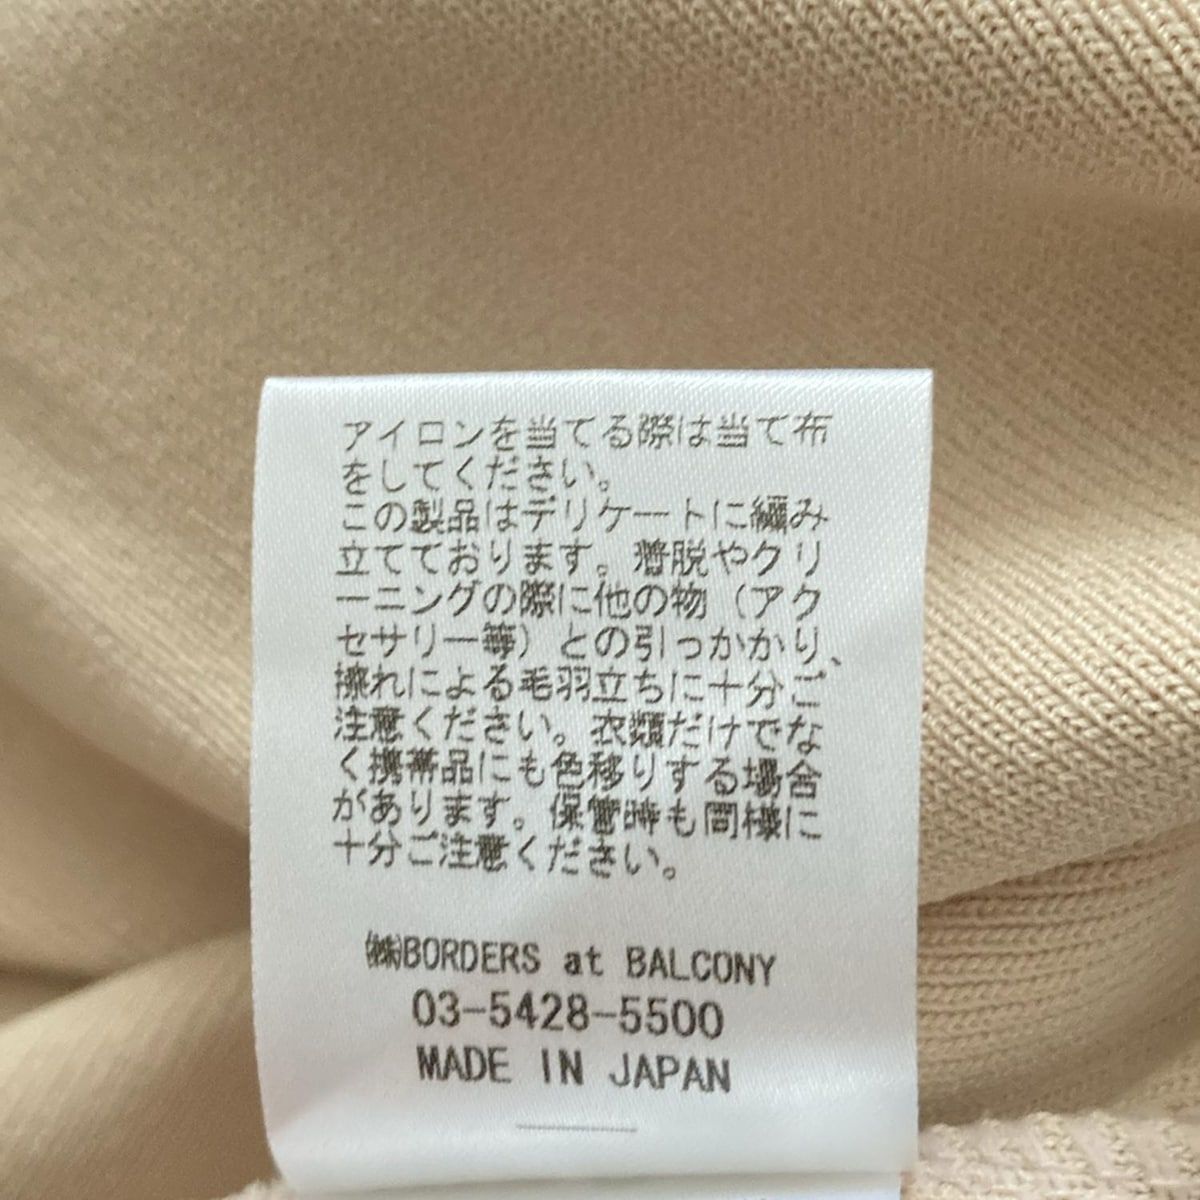 アイロンを当てる際は当て布
をしてください。
この製品はデリケートに編み
立てております。着脱やクリ
ーニングの際に他の物（アク
セサリー等）との引っかかり、
擦れによる毛羽立ちに十分ご
注意ください。衣類だけでな
く携帯品にも色移りする場合
があります。保管時も同様に
十分ご注意ください。
㈱BORDERS at BALCONY
03-5428-5500
MADE IN JAPAN